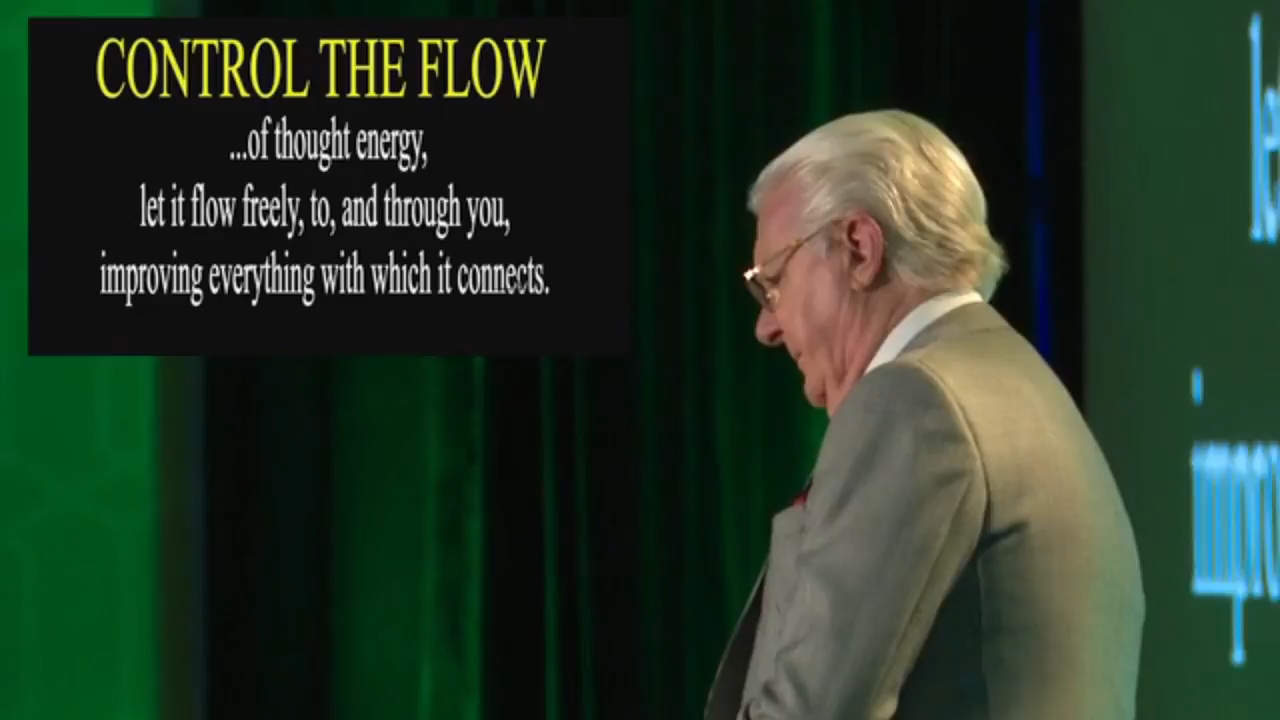 CONTROL THE FLOW
...of thought energy,
let it flow freely, to, and through you,
improving everything with which it connects.